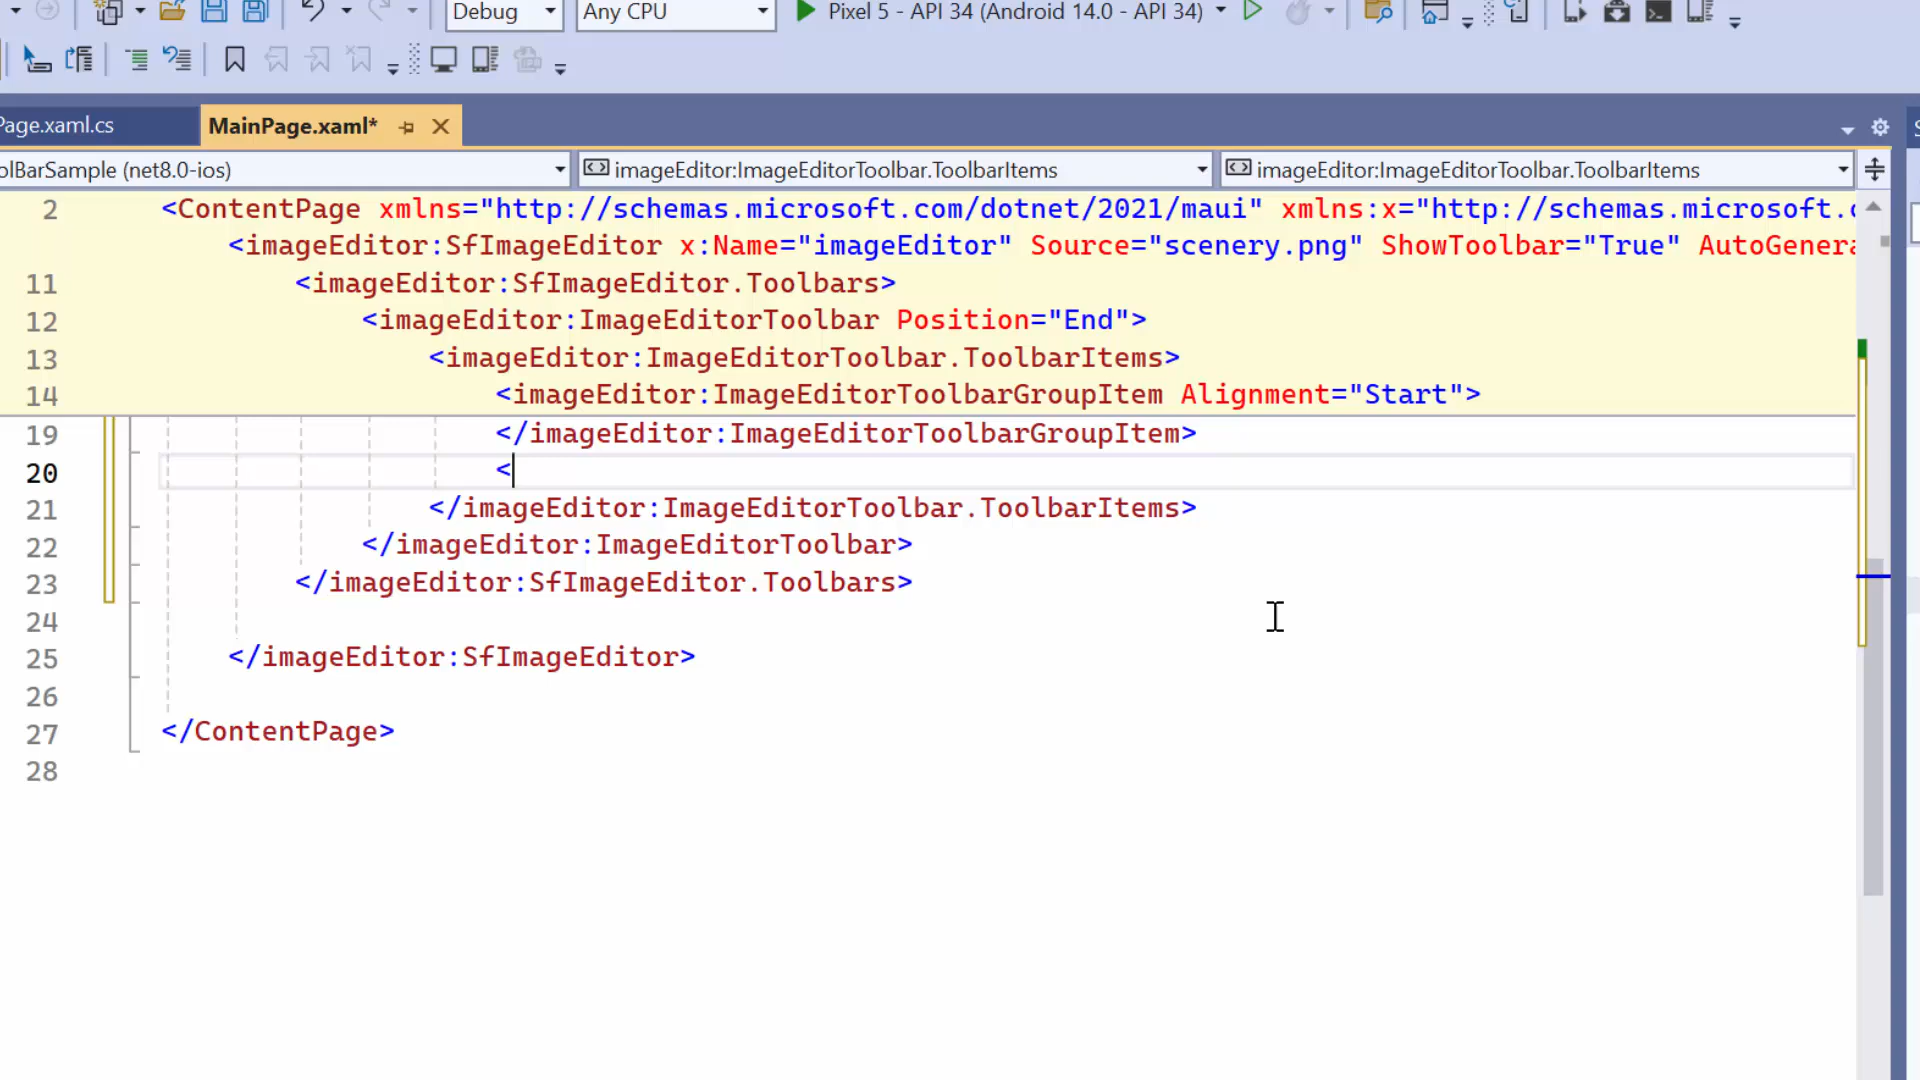 Debug Any CPU Pixel 5 - API 34 (Android 14.0 - API 34)
Page.xaml.cs MainPage.xaml*
olBarSample (net8.0-ios) imageEditor:ImageEditorToolbar.ToolbarItems imageEditor:ImageEditorToolbar.ToolbarItems
2 <ContentPage xmlns="http://schemas.microsoft.com/dotnet/2021/maui" xmlns:x="http://schemas.microsoft.c
<imageEditor:SfImageEditor x:Name="imageEditor" Source="scenery.png" ShowToolbar="True" AutoGenera
11 <imageEditor:SfImageEditor.Toolbars>
12 <imageEditor:ImageEditorToolbar Position="End">
13 <imageEditor:ImageEditorToolbar.ToolbarItems>
14 <imageEditor:ImageEditorToolbarGroupItem Alignment="Start">
19 </imageEditor:ImageEditorToolbarGroupItem>
20 <
21 </imageEditor:ImageEditorToolbar.ToolbarItems>
22 </imageEditor:ImageEditorToolbar>
23 </imageEditor:SfImageEditor.Toolbars>
24
25 </imageEditor:SfImageEditor>
26
27 </ContentPage>
28